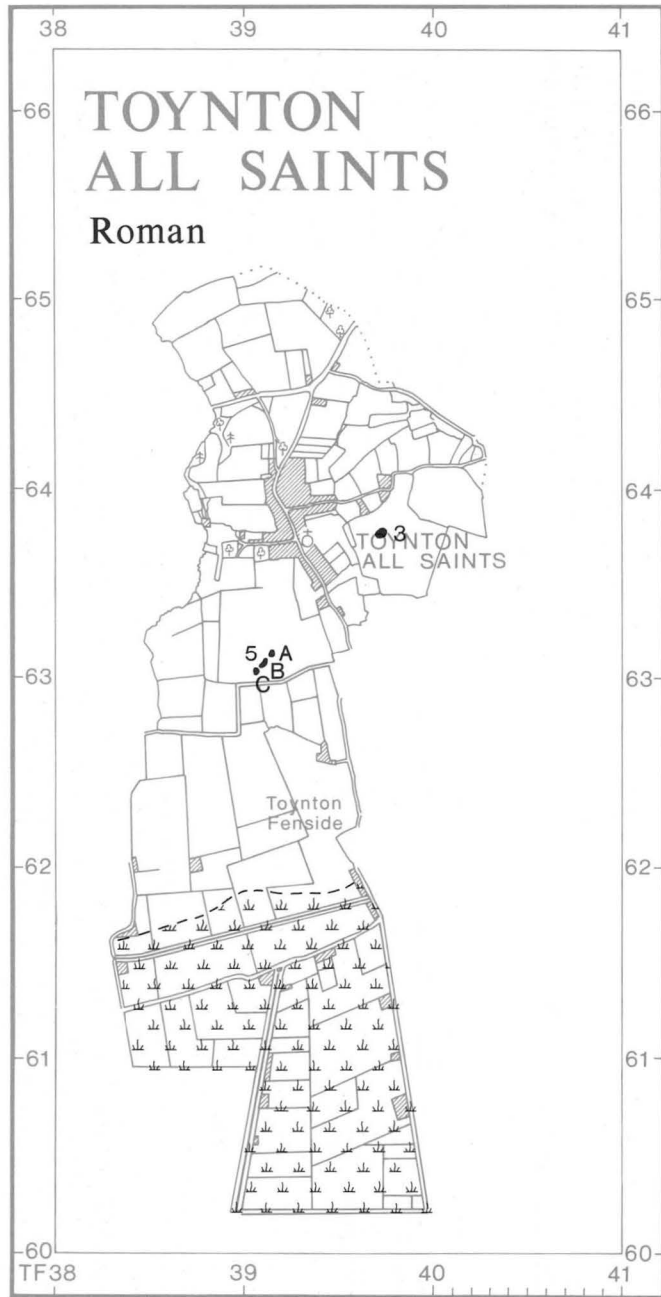 38 39 40 41
66 66
TOYNTON
ALL SAINTS
Roman
65 65
64 64
3
TOYNTON
ALL SAINTS
5 A
B
C
63 63
Toynton
Fenside
62 62
61 61
60 60
TF38 39 40 41